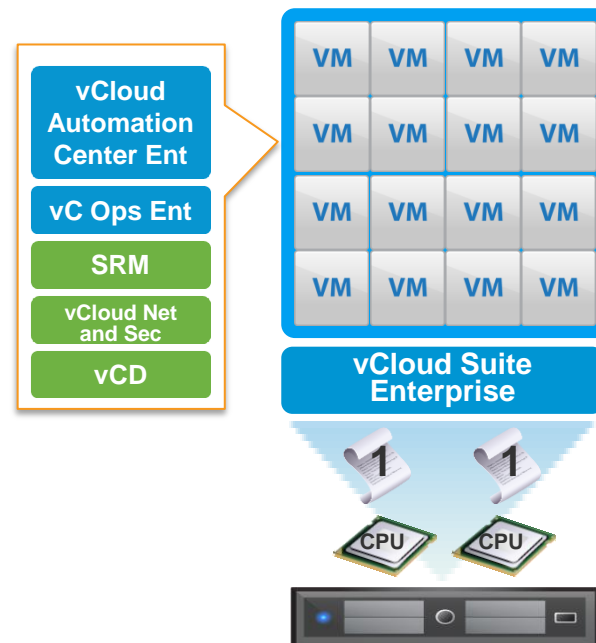 vCloud
Automation
Center Ent
vC Ops Ent
SRM
vCloud Net
and Sec
vCD
VM VM VM VM
VM VM VM VM
VM VM VM VM
VM VM VM VM
vCloud Suite
Enterprise
1 1
CPU CPU